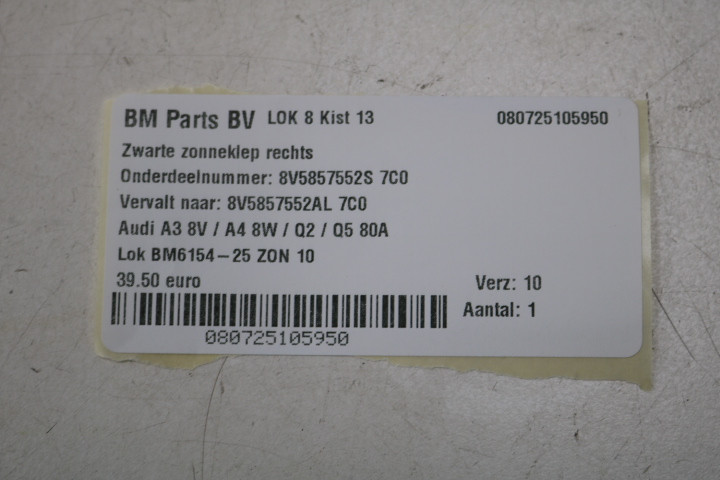 BM Parts BV LOK 8 Kist 13 080725105950
Zwarte zonneklep rechts
Onderdeelnummer: 8V5857552S 7C0
Vervalt naar: 8V5857552AL 7C0
Audi A3 8V / A4 8W / Q2 / Q5 80A
Lok BM6154-25 ZON 10
39.50 euro Verz: 10
Aantal: 1
080725105950